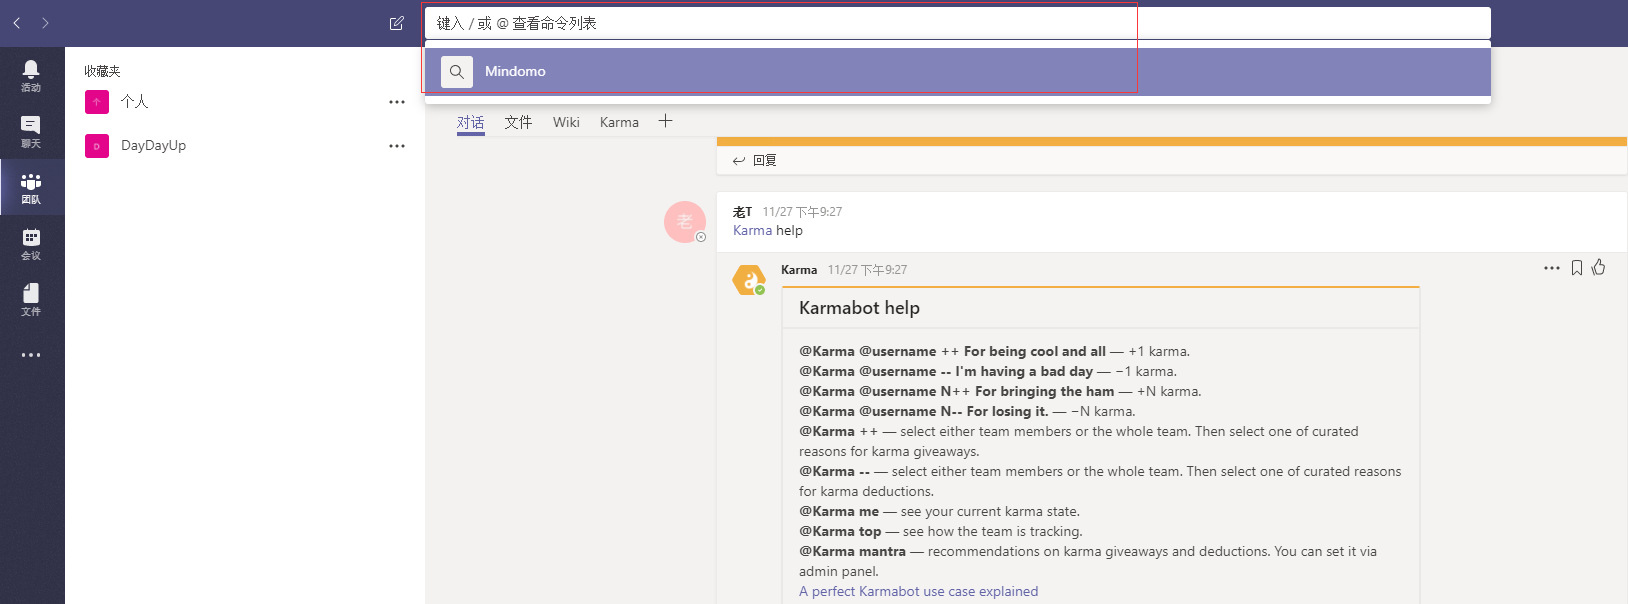 键入 / 或 @ 查看命令列表
Mindomo
活动
聊天
团队
会议
文件
收藏夹
个人
D
DayDayUp
对话 文件 Wiki Karma
回复
老
老T 11/27 下午9:27
Karma help
Karma 11/27 下午9:27
Karmabot help
@Karma @username ++ For being cool and all — +1 karma.
@Karma @username -- I'm having a bad day — −1 karma.
@Karma @username N++ For bringing the ham — +N karma.
@Karma @username N-- For losing it. — −N karma.
@Karma ++ — select either team members or the whole team. Then select one of curated
reasons for karma giveaways.
@Karma -- — select either team members or the whole team. Then select one of curated reasons
for karma deductions.
@Karma me — see your current karma state.
@Karma top — see how the team is tracking.
@Karma mantra — recommendations on karma giveaways and deductions. You can set it via
admin panel.
A perfect Karmabot use case explained